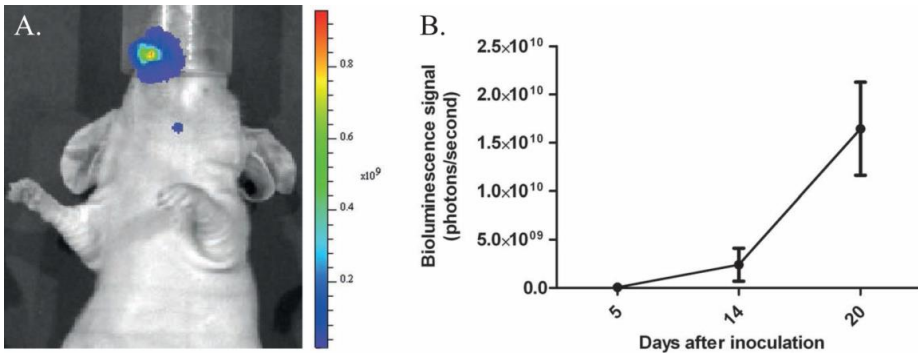 A.
0.8
0.6
x10⁹
0.4
0.2
B.
Bioluminescence signal
(photons/second)
2.5×10¹⁰
2.0×10¹⁰
1.5×10¹⁰
1.0×10¹⁰
5.0×10⁰⁹
0.0
5
14
20
Days after inoculation